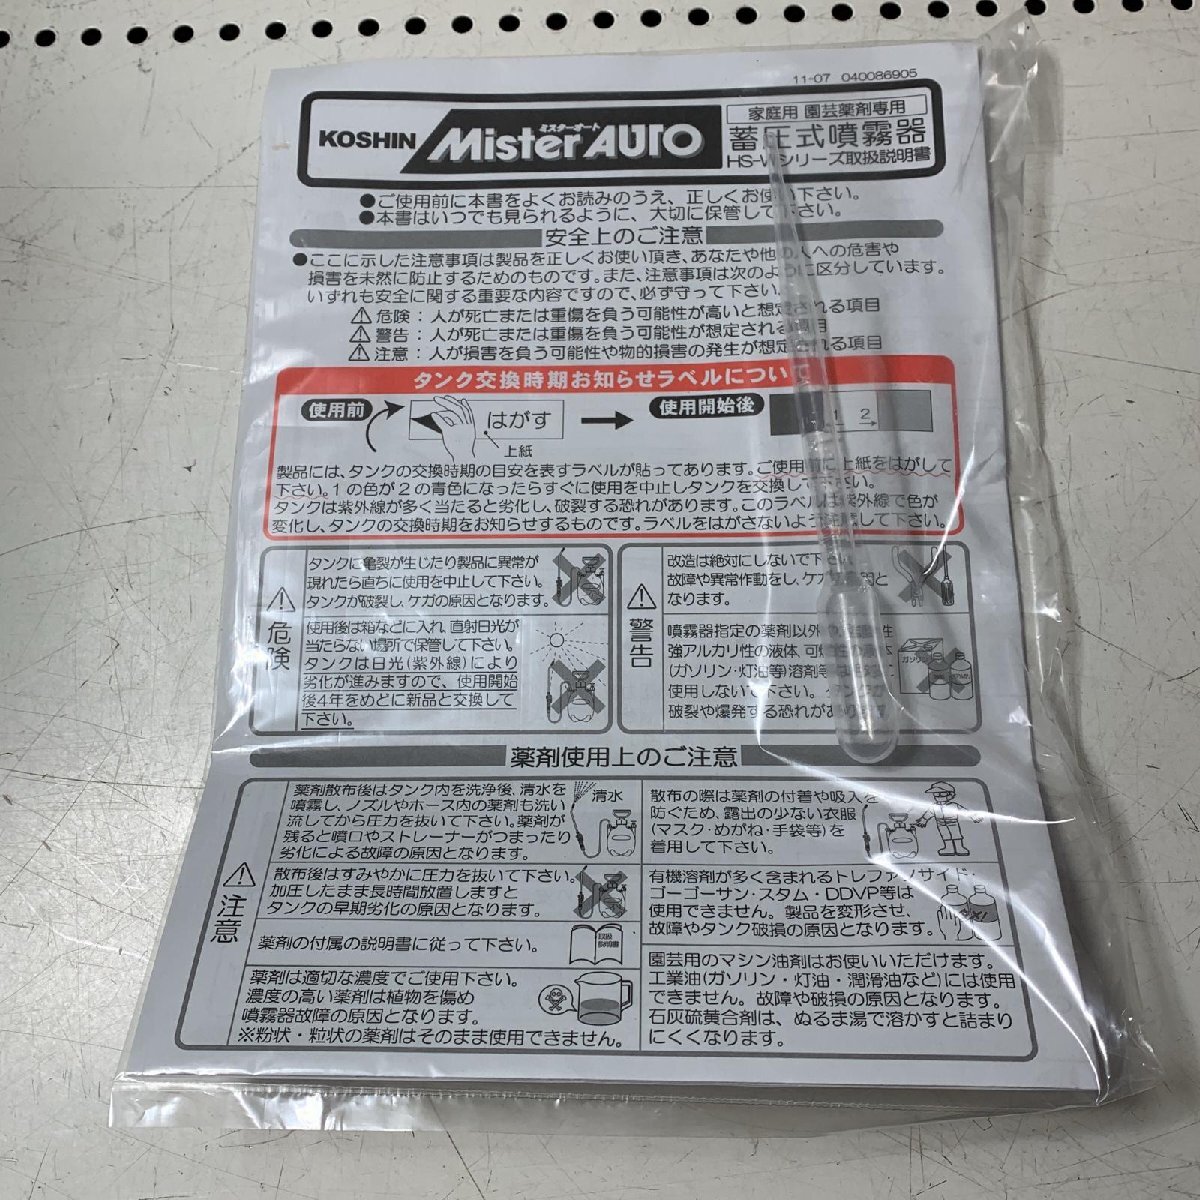 11-07 040086905
KOSHIN
ミスターオート
Mister AUTO
家庭用 園芸薬剤専用
蓄圧式噴霧器
HS-Wシリーズ取扱説明書
●ご使用前に本書をよくお読みのうえ、正しくお使い下さい。
●本書はいつでも見られるように、大切に保管して下さい。
安全上のご注意
●ここに示した注意事項は製品を正しくお使い頂き、あなたや他の人への危害や
損害を未然に防止するためのものです。また、注意事項は次のように区分しています。
いずれも安全に関する重要な内容ですので、必ず守って下さい。
⚠危険：人が死亡または重傷を負う可能性が高いと想定される項目
⚠警告：人が死亡または重傷を負う可能性が想定される項目
⚠注意：人が損害を負う可能性や物的損害の発生が想定される項目
タンク交換時期お知らせラベルについて
使用前
はがす
上紙
使用開始後
1 2
製品には、タンクの交換時期の目安を表すラベルが貼ってあります。ご使用前に上紙をはがして
下さい。1の色が2の青色になったらすぐに使用を中止しタンクを交換して下さい。
タンクは紫外線が多く当たると劣化し、破裂する恐れがあります。このラベルは紫外線で色が
変化し、タンクの交換時期をお知らせするものです。ラベルをはがさないよう注意して下さい。
⚠危険
タンクに亀裂が生じたり製品に異常が
現れたら直ちに使用を中止して下さい。
タンクが破裂し、ケガの原因となります。
使用後は箱などに入れ、直射日光が
当たらない場所で保管して下さい。
タンクは日光(紫外線)により
劣化が進みますので、使用開始
後4年をめどに新品と交換して
下さい。
⚠警告
改造は絶対にしないで下さい。
故障や異常作動をし、ケガの原因と
なります。
噴霧器指定の薬剤以外や強酸性
強アルカリ性の液体、可燃性の液体
(ガソリン・灯油等)溶剤等は絶対に
使用しないで下さい。タンクが
破裂や爆発する恐れがあります
ガソリン
薬剤使用上のご注意
⚠注意
薬剤散布後はタンク内を洗浄後、清水を
噴霧し、ノズルやホース内の薬剤も洗い
流してから圧力を抜いて下さい。薬剤が
残ると噴口やストレーナーがつまったり
劣化による故障の原因となります。
清水
散布後はすみやかに圧力を抜いて下さい。
加圧したまま長時間放置しますと
タンクの早期劣化の原因となります。
薬剤の付属の説明書に従って下さい。
取扱
説明書
薬剤は適切な濃度でご使用下さい。
濃度の高い薬剤は植物を傷め
噴霧器故障の原因となります。
※粉状・粒状の薬剤はそのまま使用できません。
散布の際は薬剤の付着や吸入を
防ぐため、露出の少ない衣服
(マスク・めがね・手袋等)を
着用して下さい。
有機溶剤が多く含まれるトレファノサイド・
ゴーゴーサン・スタム・DDVP等は
使用できません。製品を変形させ、
故障やタンク破損の原因となります。
園芸用のマシン油剤はお使いいただけます。
工業油(ガソリン・灯油・潤滑油など)には使用
できません。故障や破損の原因となります。
石灰硫黄合剤は、ぬるま湯で溶かすと詰まり
にくくなります。